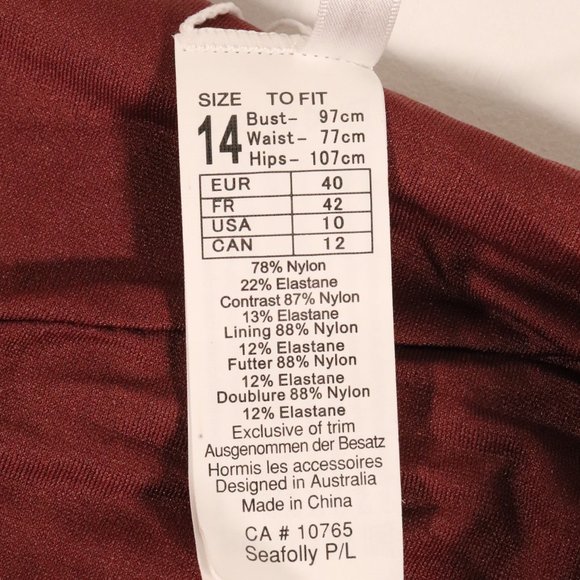 SIZE TO FIT
14 Bust- 97cm
Waist- 77cm
Hips- 107cm
EUR 40
FR 42
USA 10
CAN 12
78% Nylon
22% Elastane
Contrast 87% Nylon
13% Elastane
Lining 88% Nylon
12% Elastane
Futter 88% Nylon
12% Elastane
Doublure 88% Nylon
12% Elastane
Exclusive of trim
Ausgenommen der Besatz
Hormis les accessoires
Designed in Australia
Made in China
CA # 10765
Seafolly P/L